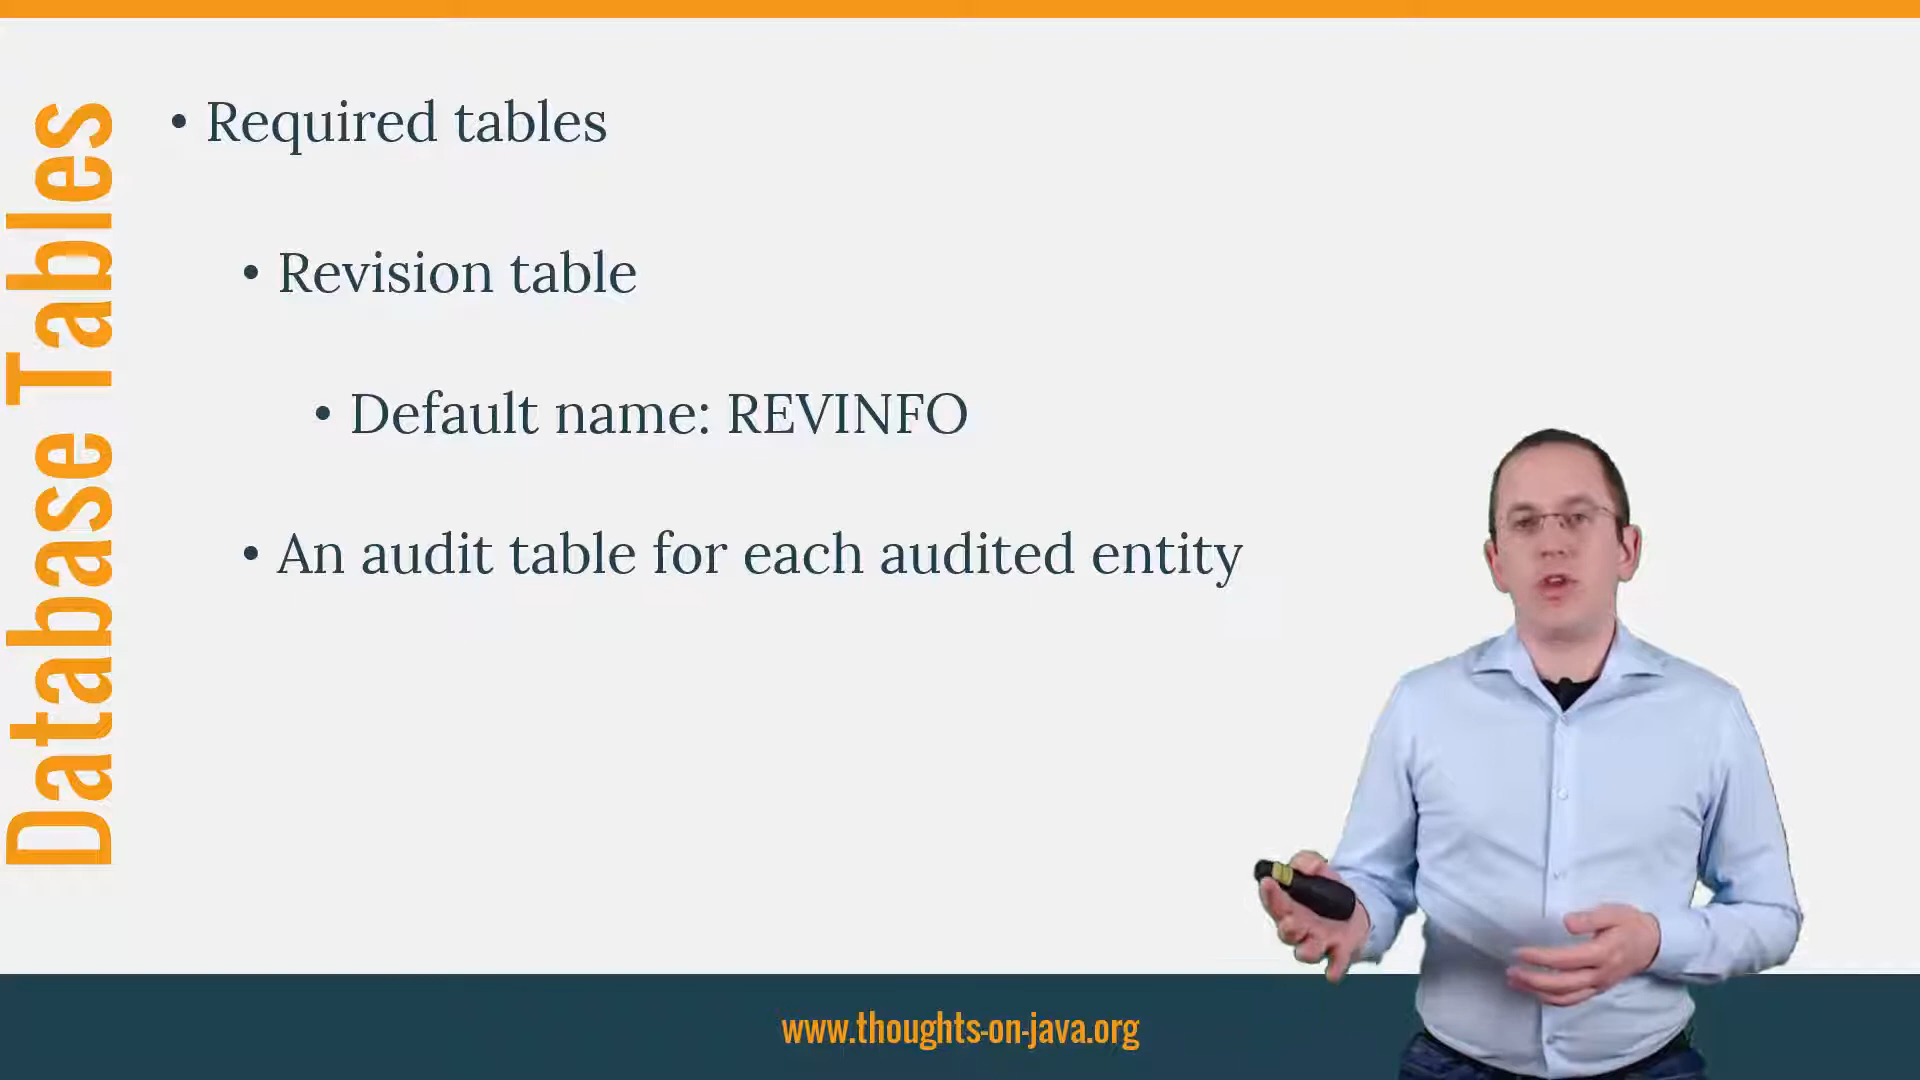 Database Tables
• Required tables
• Revision table
• Default name: REVINFO
• An audit table for each audited entity
www.thoughts-on-java.org